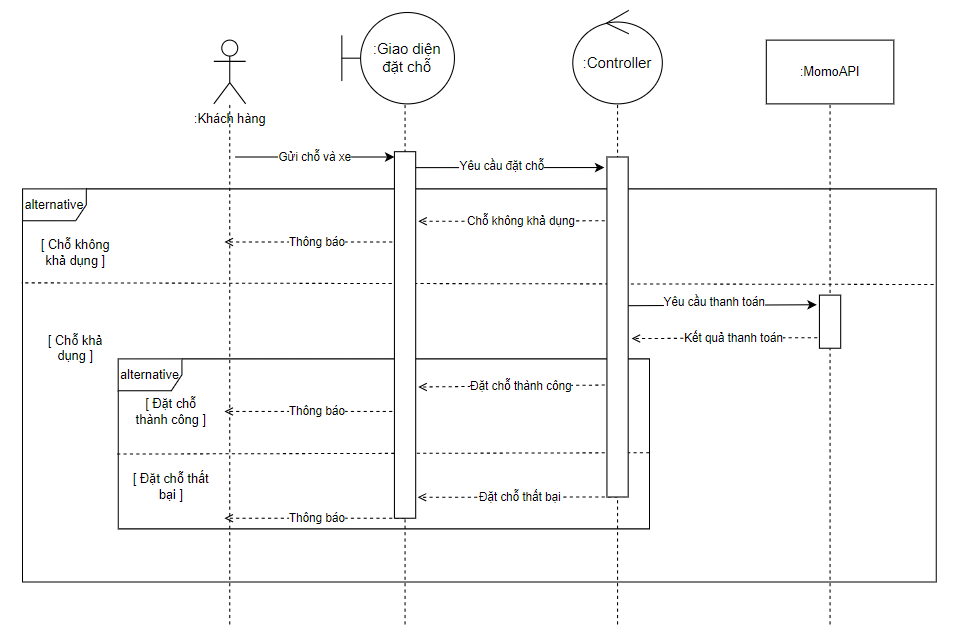 :Giao diện
đặt chỗ
:Controller
:MomoAPI
:Khách hàng
Gửi chỗ và xe
Yêu cầu đặt chỗ
alternative
Chỗ không khả dụng
[ Chỗ không
khả dụng ]
Thông báo
Yêu cầu thanh toán
[ Chỗ khả
dụng ]
Kết quả thanh toán
alternative
Đặt chỗ thành công
[ Đặt chỗ
thành công ]
Thông báo
[ Đặt chỗ thất
bại ]
Đặt chỗ thất bại
Thông báo